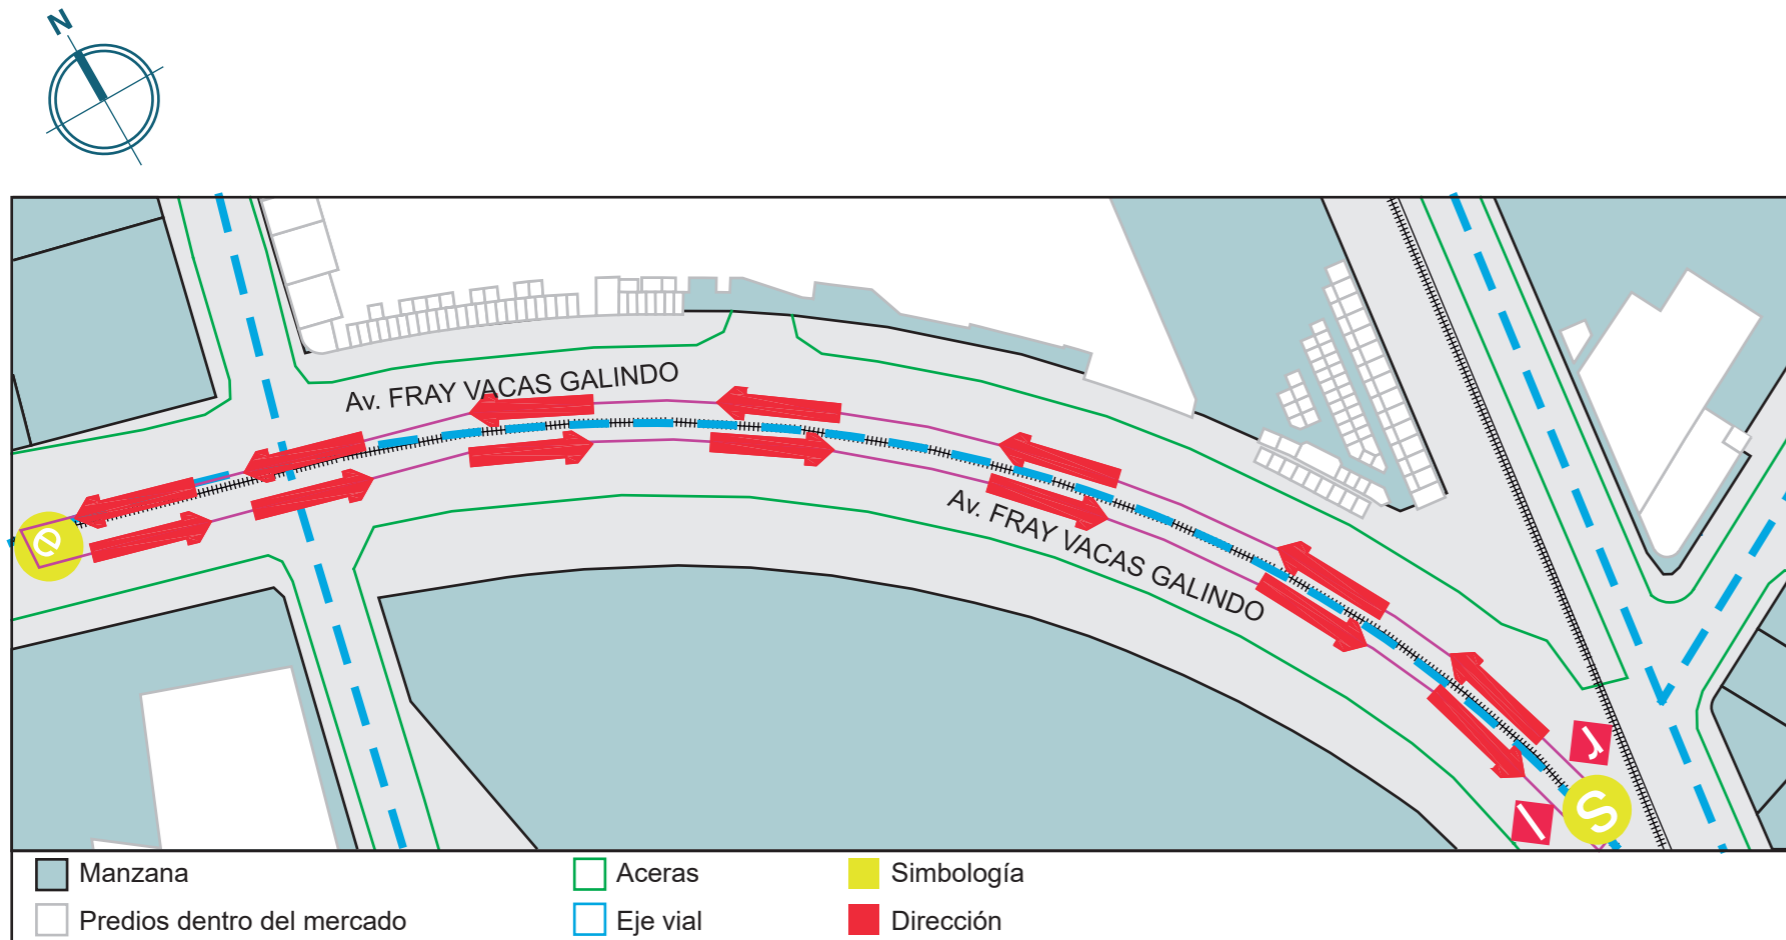 N
Av. FRAY VACAS GALINDO
Av. FRAY VACAS GALINDO
e
S
Manzana
Aceras
Simbología
Predios dentro del mercado
Eje vial
Dirección